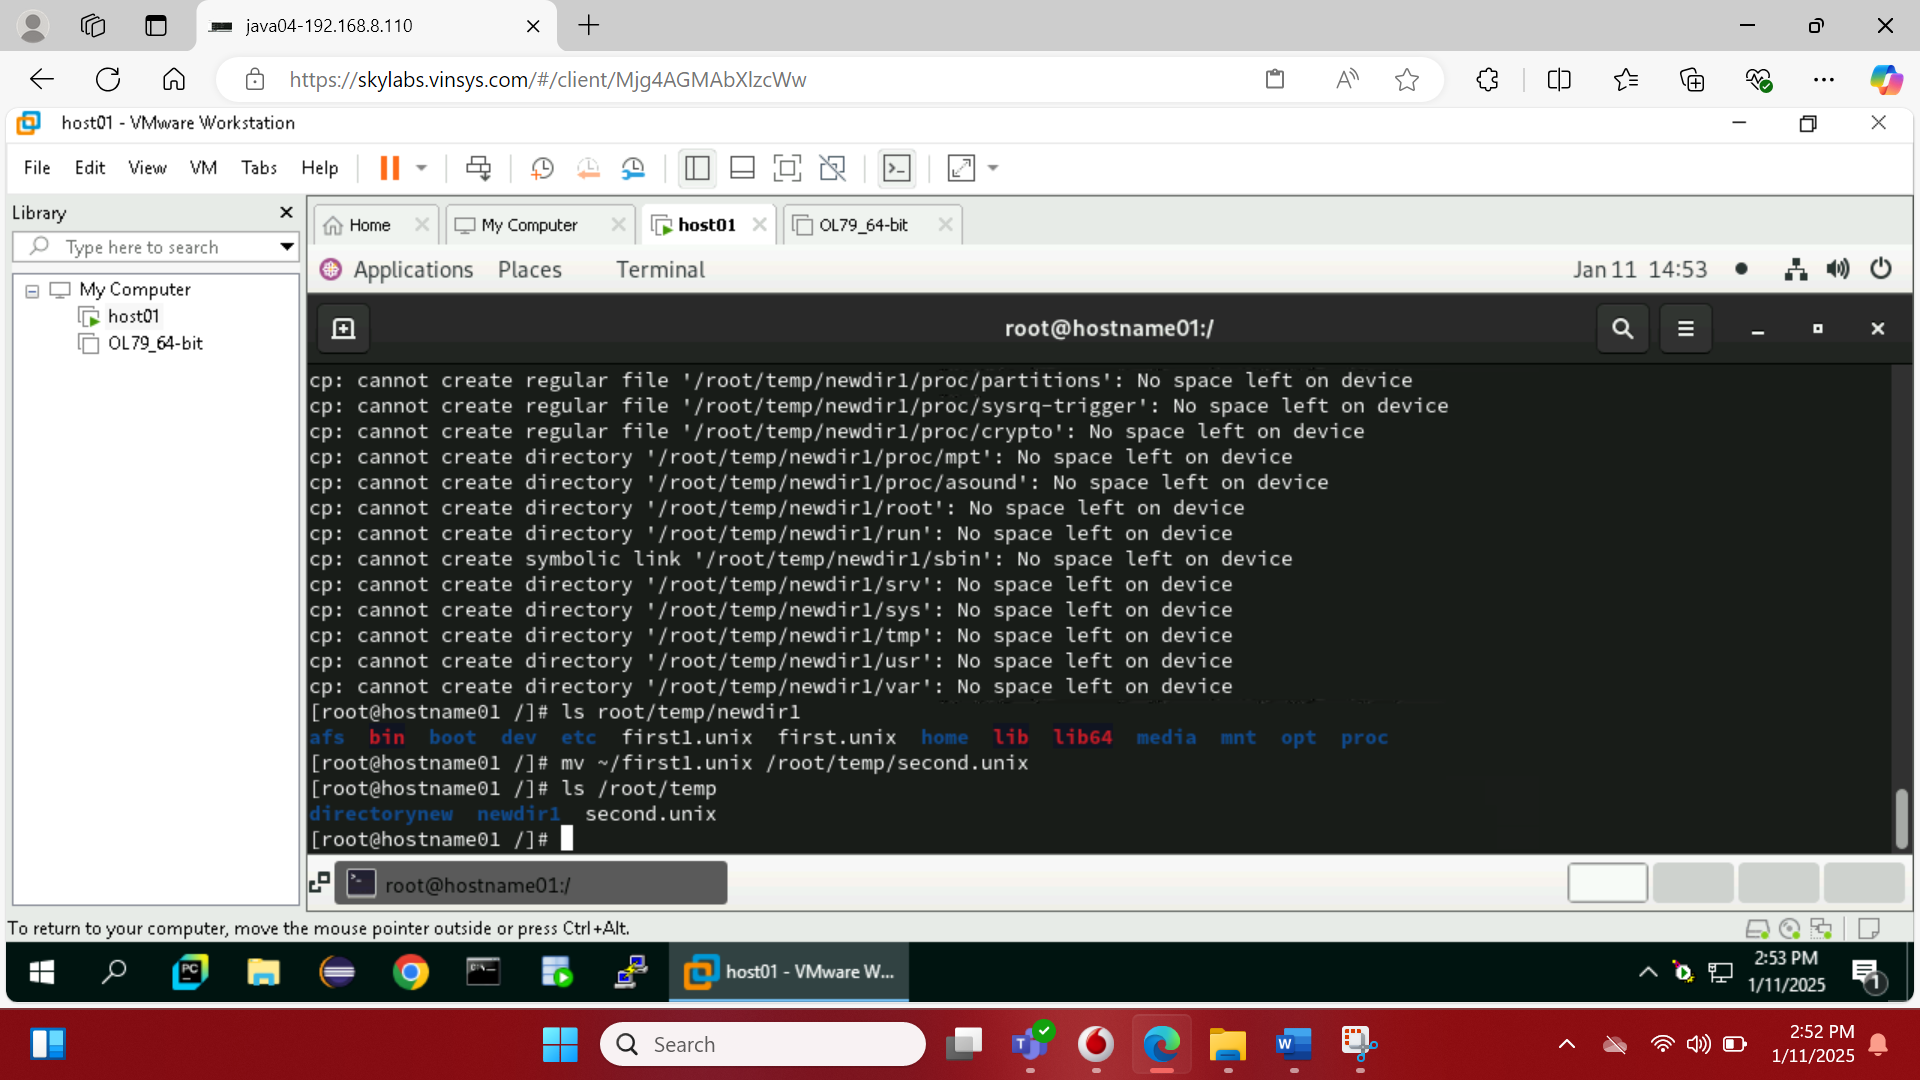 java04-192.168.8.110
https://skylabs.vinsys.com/#/client/Mjg4AGMAbXlzcWw
host01 - VMware Workstation
File Edit View VM Tabs Help
Library
Type here to search
My Computer
host01
OL79_64-bit
Home
My Computer
host01
OL79_64-bit
Applications Places Terminal
Jan 11 14:53
root@hostname01:/
cp: cannot create regular file '/root/temp/newdir1/proc/partitions': No space left on device
cp: cannot create regular file '/root/temp/newdir1/proc/sysrq-trigger': No space left on device
cp: cannot create regular file '/root/temp/newdir1/proc/crypto': No space left on device
cp: cannot create directory '/root/temp/newdir1/proc/mpt': No space left on device
cp: cannot create directory '/root/temp/newdir1/proc/asound': No space left on device
cp: cannot create directory '/root/temp/newdir1/root': No space left on device
cp: cannot create directory '/root/temp/newdir1/run': No space left on device
cp: cannot create symbolic link '/root/temp/newdir1/sbin': No space left on device
cp: cannot create directory '/root/temp/newdir1/srv': No space left on device
cp: cannot create directory '/root/temp/newdir1/sys': No space left on device
cp: cannot create directory '/root/temp/newdir1/tmp': No space left on device
cp: cannot create directory '/root/temp/newdir1/usr': No space left on device
cp: cannot create directory '/root/temp/newdir1/var': No space left on device
[root@hostname01 /]# ls root/temp/newdir1
afs bin boot dev etc first1.unix first.unix home lib lib64 media mnt opt proc
[root@hostname01 /]# mv ~/first1.unix /root/temp/second.unix
[root@hostname01 /]# ls /root/temp
directorynew newdir1 second.unix
[root@hostname01 /]#
root@hostname01:/
To return to your computer, move the mouse pointer outside or press Ctrl+Alt.
host01 - VMware W...
2:53 PM
1/11/2025
1
Search
2:52 PM
1/11/2025